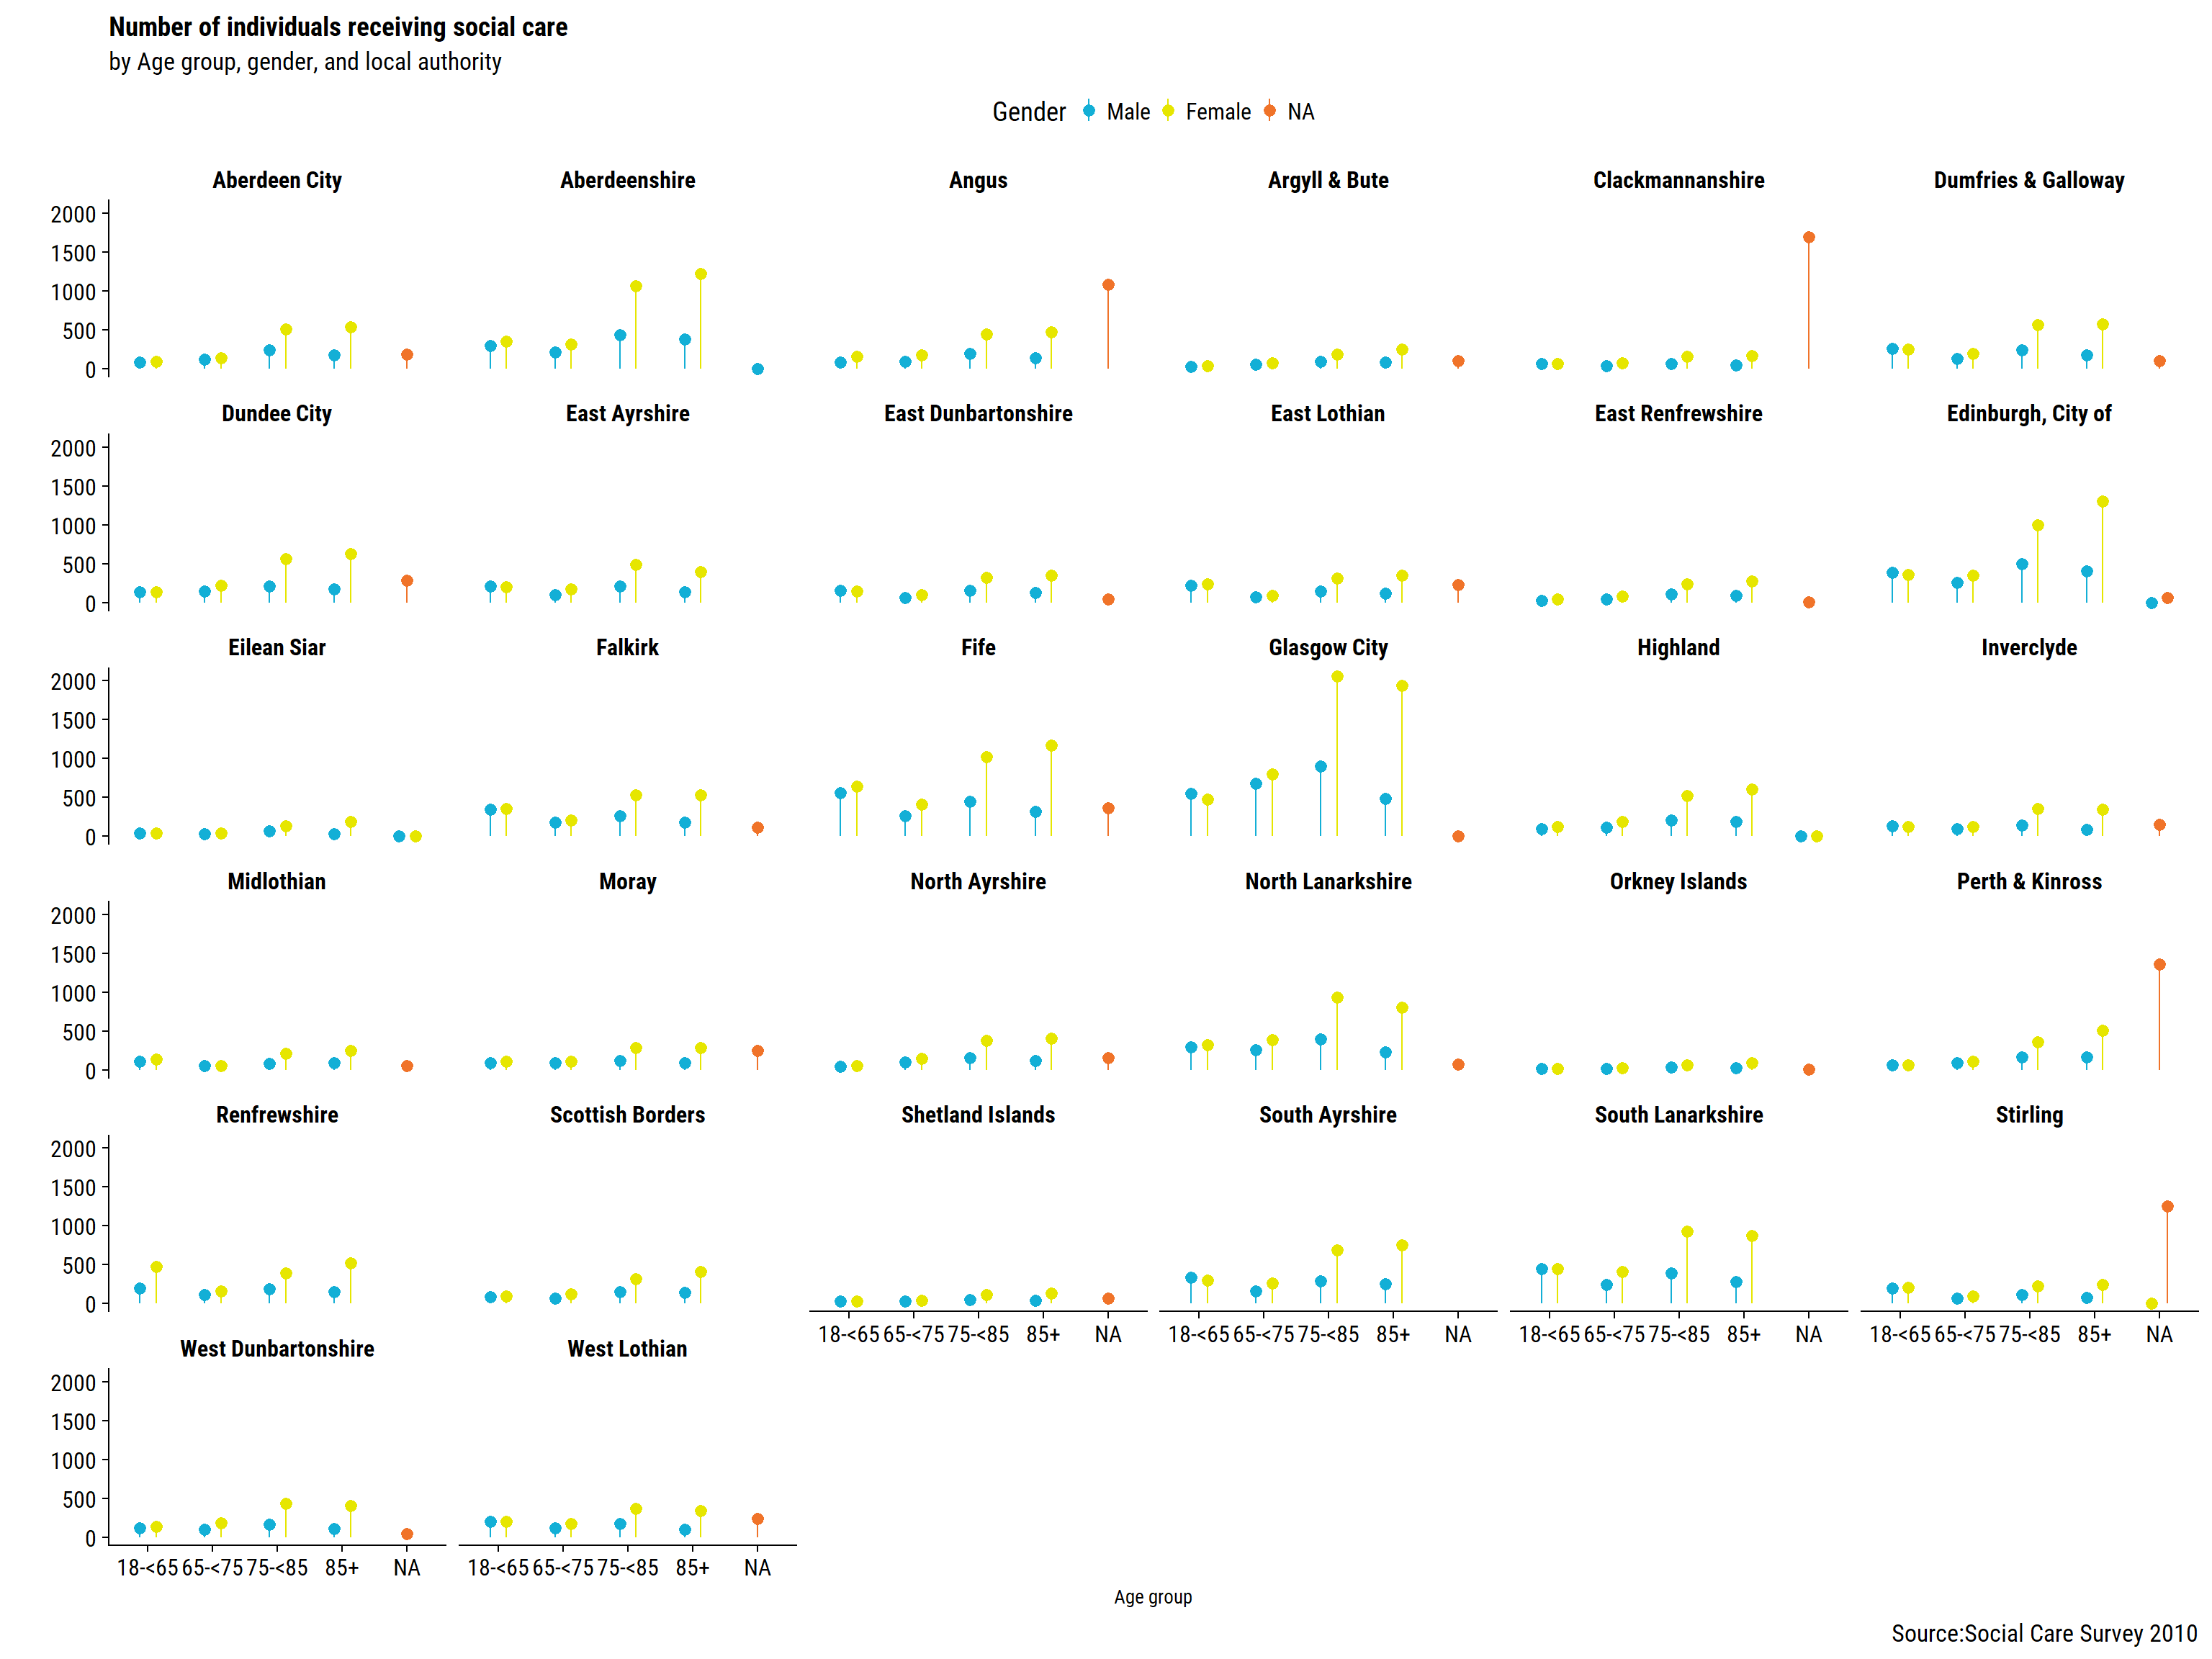 Number of individuals receiving social care
by Age group, gender, and local authority
Gender Male Female NA
Aberdeen City Aberdeenshire Angus Argyll & Bute Clackmannanshire Dumfries & Galloway
2000
1500
1000
500
0
Dundee City East Ayrshire East Dunbartonshire East Lothian East Renfrewshire Edinburgh, City of
2000
1500
1000
500
0
Eilean Siar Falkirk Fife Glasgow City Highland Inverclyde
2000
1500
1000
500
0
Midlothian Moray North Ayrshire North Lanarkshire Orkney Islands Perth & Kinross
2000
1500
1000
500
0
Renfrewshire Scottish Borders Shetland Islands South Ayrshire South Lanarkshire Stirling
2000
1500
1000
500
0
18-<65 65-<75 75-<85 85+ NA 18-<65 65-<75 75-<85 85+ NA 18-<65 65-<75 75-<85 85+ NA 18-<65 65-<75 75-<85 85+ NA
West Dunbartonshire West Lothian
2000
1500
1000
500
0
18-<65 65-<75 75-<85 85+ NA 18-<65 65-<75 75-<85 85+ NA
Age group
Source:Social Care Survey 2010